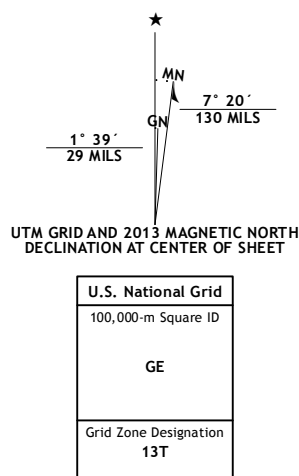 ★
MN
7° 20´
130 MILS
GN
1° 39´
29 MILS
UTM GRID AND 2013 MAGNETIC NORTH
DECLINATION AT CENTER OF SHEET
U.S. National Grid
100,000-m Square ID
GE
Grid Zone Designation
13T